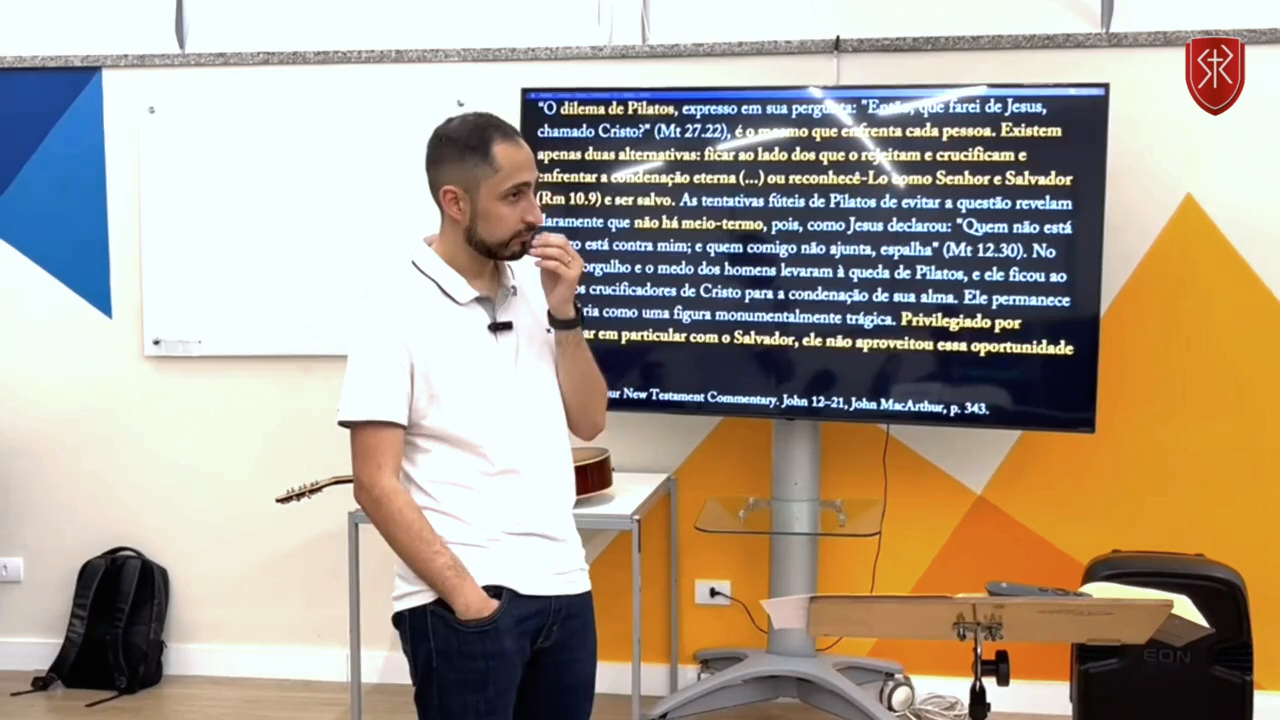 "O dilema de Pilatos, expresso em sua pergunta: "Então, que farei de Jesus,
chamado Cristo?" (Mt 27.22), é o mesmo que enfrenta cada pessoa. Existem
apenas duas alternativas: ficar ao lado dos que o rejeitam e crucificam e
enfrentar a condenação eterna (...) ou reconhecê-Lo como Senhor e Salvador
(Rm 10.9) e ser salvo. As tentativas fúteis de Pilatos de evitar a questão revelam
laramente que não há meio-termo, pois, como Jesus declarou: "Quem não está
o está contra mim; e quem comigo não ajunta, espalha" (Mt 12.30). No
orgulho e o medo dos homens levaram à queda de Pilatos, e ele ficou ao
os crucificadores de Cristo para a condenação de sua alma. Ele permanece
ria como uma figura monumentalmente trágica. Privilegiado por
ar em particular com o Salvador, ele não aproveitou essa oportunidade
ur New Testament Commentary. John 12–21, John MacArthur, p. 343.
EON